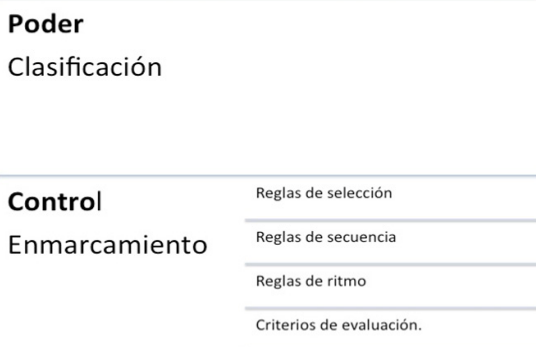 Poder
Clasificación
Control
Enmarcamiento
Reglas de selección
Reglas de secuencia
Reglas de ritmo
Criterios de evaluación.